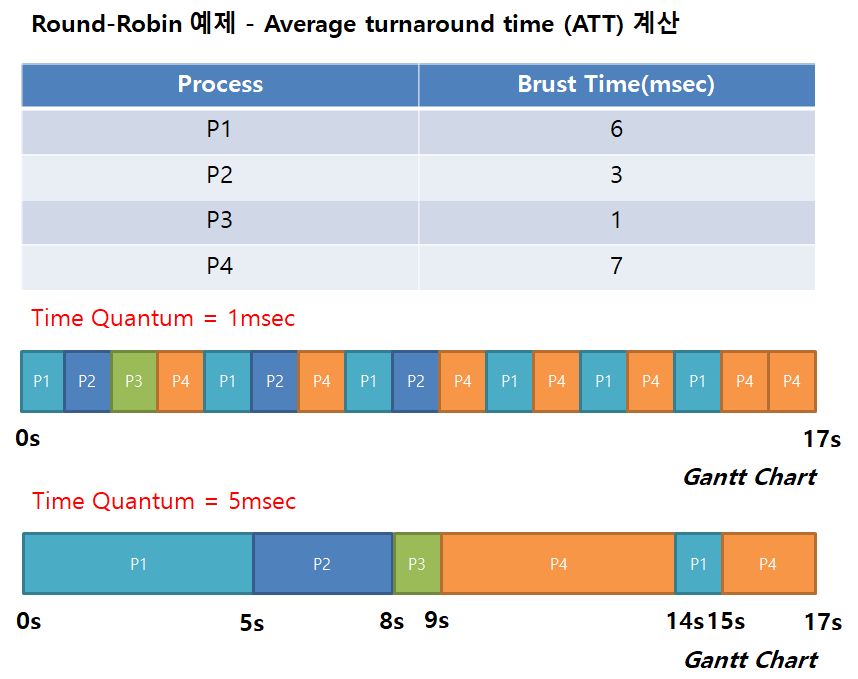 Round-Robin 예제 - Average turnaround time (ATT) 계산
Process Brust Time(msec)
P1 6
P2 3
P3 1
P4 7
Time Quantum = 1msec
P1 P2 P3 P4 P1 P2 P4 P1 P2 P4 P1 P4 P1 P4 P1 P4 P4
0s 17s
Gantt Chart
Time Quantum = 5msec
P1 P2 P3 P4 P1 P4
0s 5s 8s 9s 14s 15s 17s
Gantt Chart